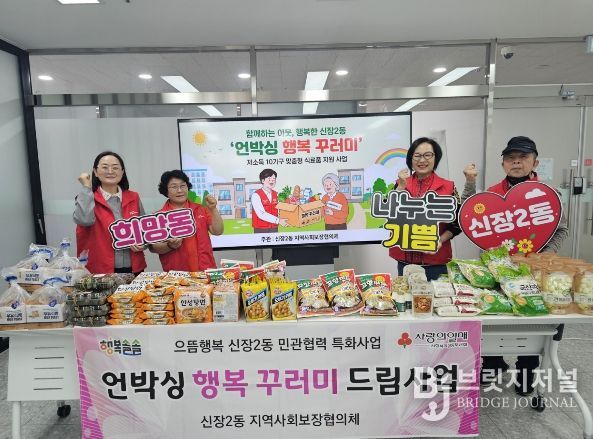 함께하는 이웃, 행복한 신장2동
'언박싱 행복 꾸러미'
저소득 10가구 맞춤형 식료품 지원 사업
주관 : 신장2동 지역사회보장협의체
희망동
나누는
기쁨
신장2동
행복솔솔
으뜸행복 신장2동 민관협력 특화사업
사랑의열매
언박싱 행복 꾸러미 드림사업
신장2동 지역사회보장협의체
BJ 브릿지저널
BRIDGE JOURNAL